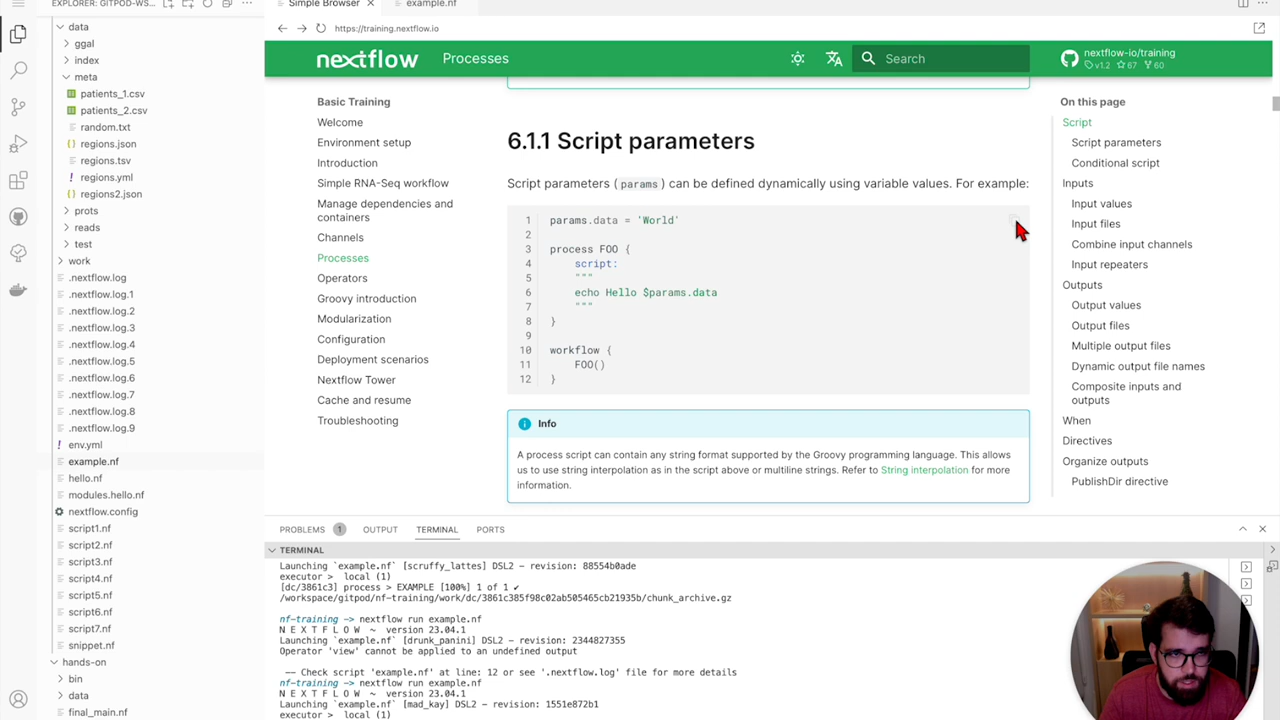 EXPLORER: GITPOD-WS...
data
ggal
index
meta
patients_1.csv
patients_2.csv
random.txt
regions.json
regions.tsv
regions.yml
regions2.json
prots
reads
test
work
.nextflow.log
.nextflow.log.1
.nextflow.log.2
.nextflow.log.3
.nextflow.log.4
.nextflow.log.5
.nextflow.log.6
.nextflow.log.7
.nextflow.log.8
.nextflow.log.9
env.yml
example.nf
hello.nf
modules.hello.nf
nextflow.config
script1.nf
script2.nf
script3.nf
script4.nf
script5.nf
script6.nf
script7.nf
snippet.nf
hands-on
bin
data
final_main.nf
Simple Browser
example.nf
https://training.nextflow.io
nextflow
Processes
Search
nextflow-io/training
v1.2 67 60
Basic Training
Welcome
Environment setup
Introduction
Simple RNA-Seq workflow
Manage dependencies and
containers
Channels
Processes
Operators
Groovy introduction
Modularization
Configuration
Deployment scenarios
Nextflow Tower
Cache and resume
Troubleshooting
6.1.1 Script parameters
Script parameters ( params ) can be defined dynamically using variable values. For example:
1 params.data = 'World'
2
3 process FOO {
4 script:
5 """
6 echo Hello $params.data
7 """
8 }
9
10 workflow {
11 FOO()
12 }
Info
A process script can contain any string format supported by the Groovy programming language. This allows
us to use string interpolation as in the script above or multiline strings. Refer to String interpolation for more
information.
On this page
Script
Script parameters
Conditional script
Inputs
Input values
Input files
Combine input channels
Input repeaters
Outputs
Output values
Output files
Multiple output files
Dynamic output file names
Composite inputs and
outputs
When
Directives
Organize outputs
PublishDir directive
PROBLEMS 1 OUTPUT TERMINAL PORTS
TERMINAL
Launching `example.nf` [scruffy_lattes] DSL2 - revision: 88554b0ade
executor > local (1)
[dc/3861c3] process > EXAMPLE [100%] 1 of 1 ✔
/workspace/gitpod/nf-training/work/dc/3861c385f98c02ab505465cb21935b/chunk_archive.gz
nf-training -> nextflow run example.nf
N E X T F L O W ~ version 23.04.1
Launching `example.nf` [drunk_panini] DSL2 - revision: 2344827355
Operator 'view' cannot be applied to an undefined output
-- Check script 'example.nf' at line: 12 or see '.nextflow.log' file for more details
nf-training -> nextflow run example.nf
N E X T F L O W ~ version 23.04.1
Launching `example.nf` [mad_kay] DSL2 - revision: 1551e872b1
executor > local (1)